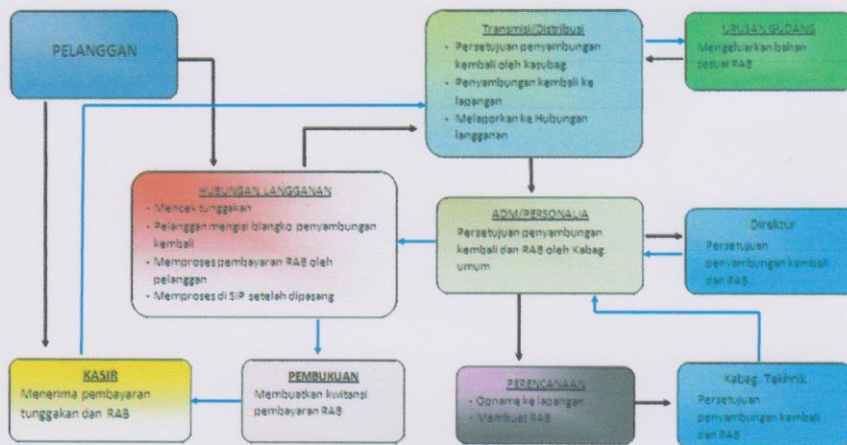 PELANGGAN
Transmisi/Distribusi
- Persetujuan penyambungan
kembali oleh kasubag
- Penyambungan kembali ke
lapangan
- Melaporkan ke Hubungan
langganan
URUSAN GUDANG
Mengeluarkan bahan
sesuai RAB
HUBUNGAN LANGGANAN
- Mencek tunggakan
- Pelanggan mengisi blangko penyambungan
kembali
- Memproses pembayaran RAB oleh
pelanggan
- Memproses di SIP setelah dipasang
ADM/PERSONALIA
Persetujuan penyambungan
kembali dan RAB oleh Kabag.
umum
Direktur
Persetujuan
penyambungan kembali
dan RAB
KASIR
Menerima pembayaran
tunggakan dan RAB
PEMBUKUAN
Membuatkan kwitansi
pembayaran RAB
PERENCANAAN
- Opname ke lapangan
- Membuat RAB
Kabag. Tekhnik
Persetujuan
penyambungan kembali
dan RAB